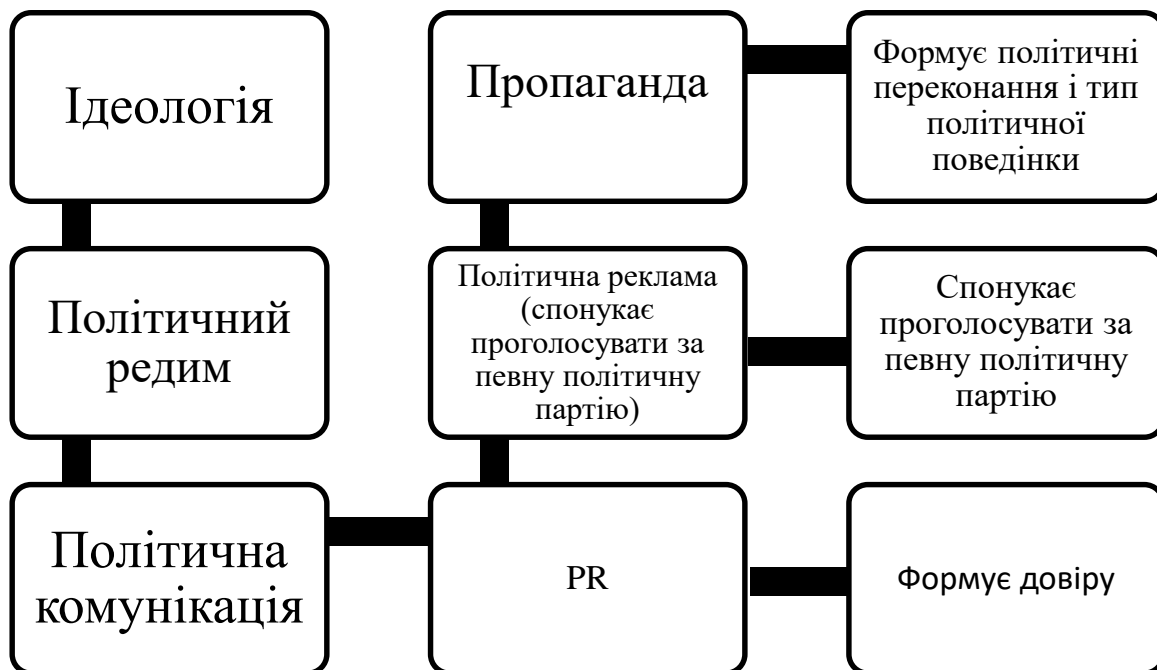 Ідеологія
Пропаганда
Формує політичні
переконання і тип
політичної
поведінки
Політичний
редим
Політична реклама
(спонукає
проголосувати за
певну політичну
партію)
Спонукає
проголосувати за
певну політичну
партію
Політична
комунікація
PR
Формує довіру